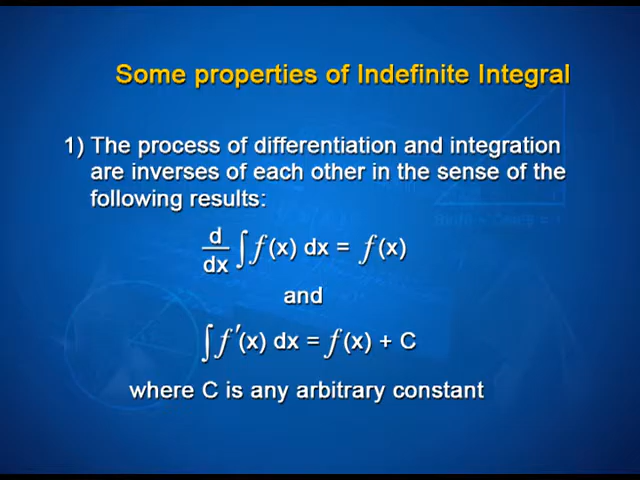 Some properties of Indefinite Integral
1) The process of differentiation and integration
are inverses of each other in the sense of the
following results:
d/dx ∫ f(x) dx = f(x)
and
∫ f′(x) dx = f(x) + C
where C is any arbitrary constant